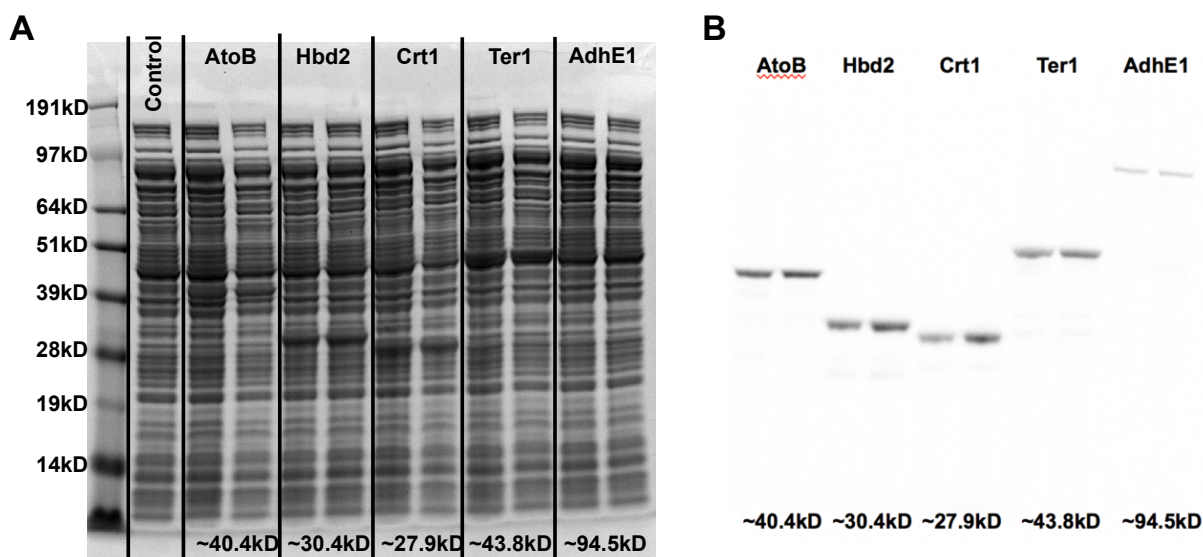 A
Control
AtoB Hbd2 Crt1 Ter1 AdhE1
191kD
97kD
64kD
51kD
39kD
28kD
19kD
14kD
~40.4kD ~30.4kD ~27.9kD ~43.8kD ~94.5kD
B
AtoB Hbd2 Crt1 Ter1 AdhE1
~40.4kD ~30.4kD ~27.9kD ~43.8kD ~94.5kD